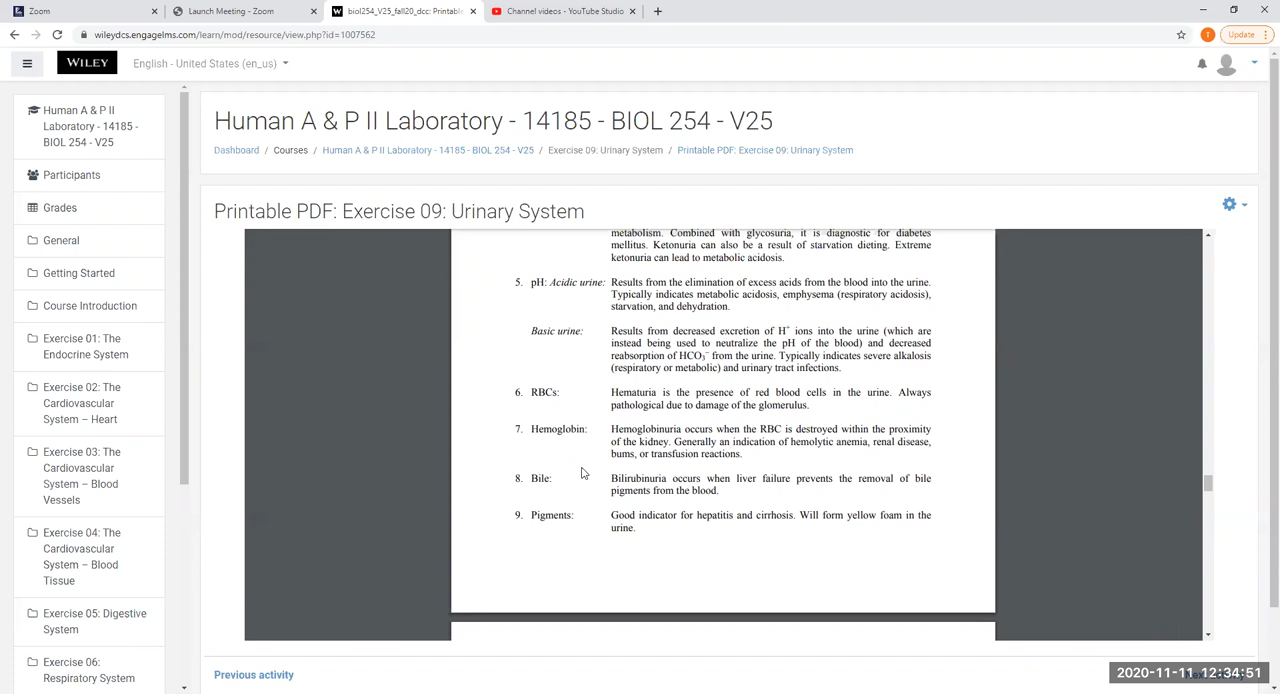 Zoom
Launch Meeting - Zoom
biol254_V25_fall20_dcc: Printable
Channel videos - YouTube Studio
wileydcs.engagelms.com/learn/mod/resource/view.php?id=1007562
T
Update
WILEY
English - United States (en_us)
Human A & P II
Laboratory - 14185 -
BIOL 254 - V25
Participants
Grades
General
Getting Started
Course Introduction
Exercise 01: The
Endocrine System
Exercise 02: The
Cardiovascular
System – Heart
Exercise 03: The
Cardiovascular
System – Blood
Vessels
Exercise 04: The
Cardiovascular
System – Blood
Tissue
Exercise 05: Digestive
System
Exercise 06:
Respiratory System
Human A & P II Laboratory - 14185 - BIOL 254 - V25
Dashboard / Courses / Human A & P II Laboratory - 14185 - BIOL 254 - V25 / Exercise 09: Urinary System / Printable PDF: Exercise 09: Urinary System
Printable PDF: Exercise 09: Urinary System
metabolism. Combined with glycosuria, it is diagnostic for diabetes
mellitus. Ketonuria can also be a result of starvation dieting. Extreme
ketonuria can lead to metabolic acidosis.
5. pH: Acidic urine: Results from the elimination of excess acids from the blood into the urine.
Typically indicates metabolic acidosis, emphysema (respiratory acidosis),
starvation, and dehydration.
Basic urine: Results from decreased excretion of H⁺ ions into the urine (which are
instead being used to neutralize the pH of the blood) and decreased
reabsorption of HCO₃⁻ from the urine. Typically indicates severe alkalosis
(respiratory or metabolic) and urinary tract infections.
6. RBCs: Hematuria is the presence of red blood cells in the urine. Always
pathological due to damage of the glomerulus.
7. Hemoglobin: Hemoglobinuria occurs when the RBC is destroyed within the proximity
of the kidney. Generally an indication of hemolytic anemia, renal disease,
bums, or transfusion reactions.
8. Bile: Bilirubinuria occurs when liver failure prevents the removal of bile
pigments from the blood.
9. Pigments: Good indicator for hepatitis and cirrhosis. Will form yellow foam in the
urine.
Previous activity
2020-11-11 12:34:51